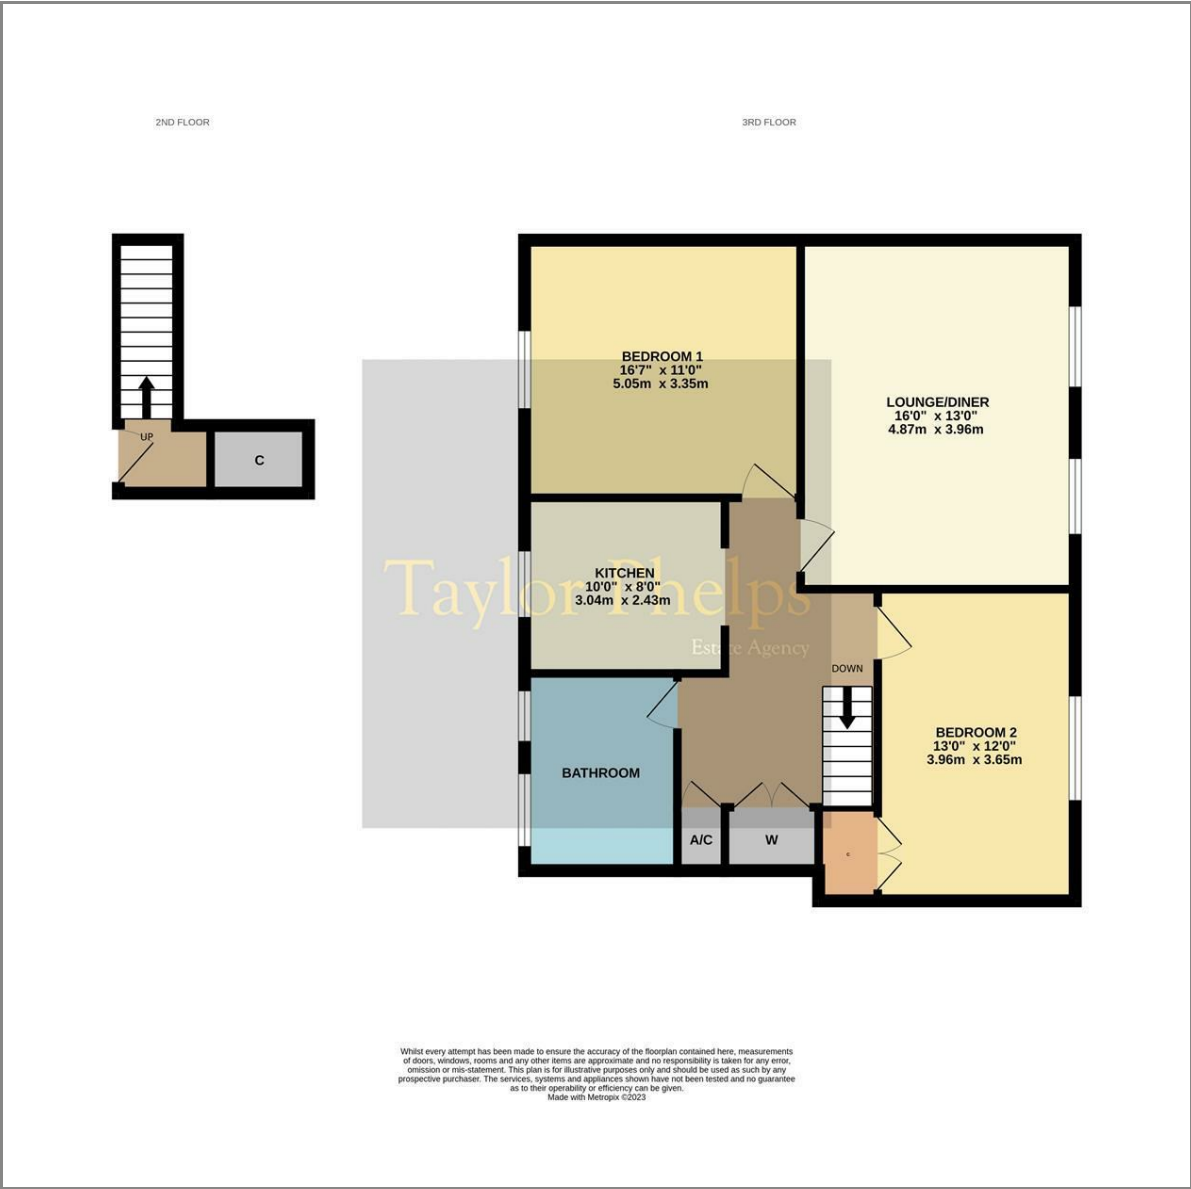 2ND FLOOR
3RD FLOOR
UP
C
BEDROOM 1
16'7" x 11'0"
5.05m x 3.35m
LOUNGE/DINER
16'0" x 13'0"
4.87m x 3.96m
KITCHEN
10'0" x 8'0"
3.04m x 2.43m
Taylor Phelps
Estate Agency
DOWN
BATHROOM
BEDROOM 2
13'0" x 12'0"
3.96m x 3.65m
A/C
W
Whilst every attempt has been made to ensure the accuracy of the floorplan contained here, measurements
of doors, windows, rooms and any other items are approximate and no responsibility is taken for any error,
omission or mis-statement. This plan is for illustrative purposes only and should be used as such by any
prospective purchaser. The services, systems and appliances shown have not been tested and no guarantee
as to their operability or efficiency can be given.
Made with Metropix ©2023